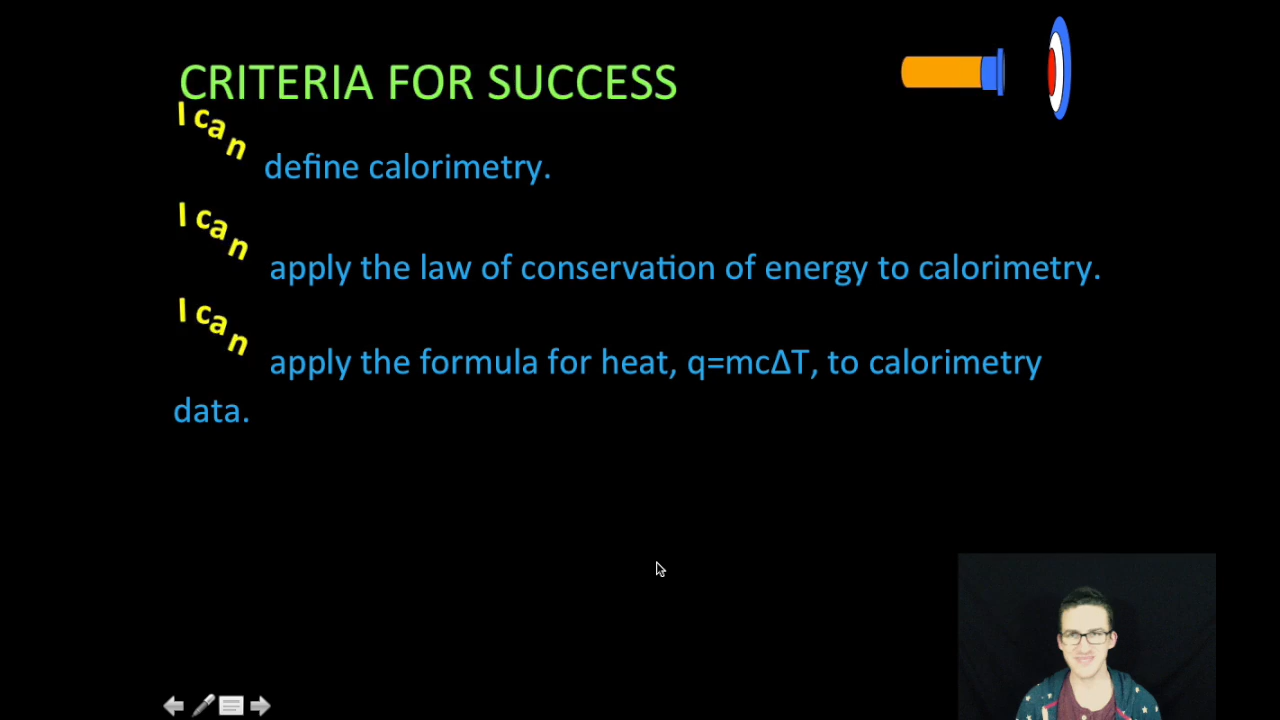 CRITERIA FOR SUCCESS
I can define calorimetry.
I can apply the law of conservation of energy to calorimetry.
I can apply the formula for heat, q=mcΔT, to calorimetry
data.